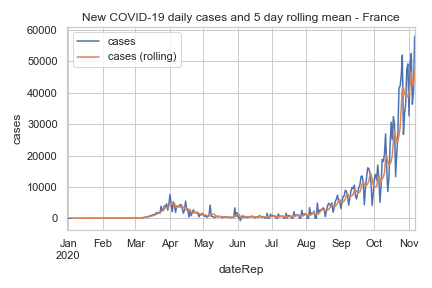 New COVID-19 daily cases and 5 day rolling mean - France
60000
50000
40000
30000
20000
10000
0
cases
cases
cases (rolling)
Jan Feb Mar Apr May Jun Jul Aug Sep Oct Nov
2020
dateRep